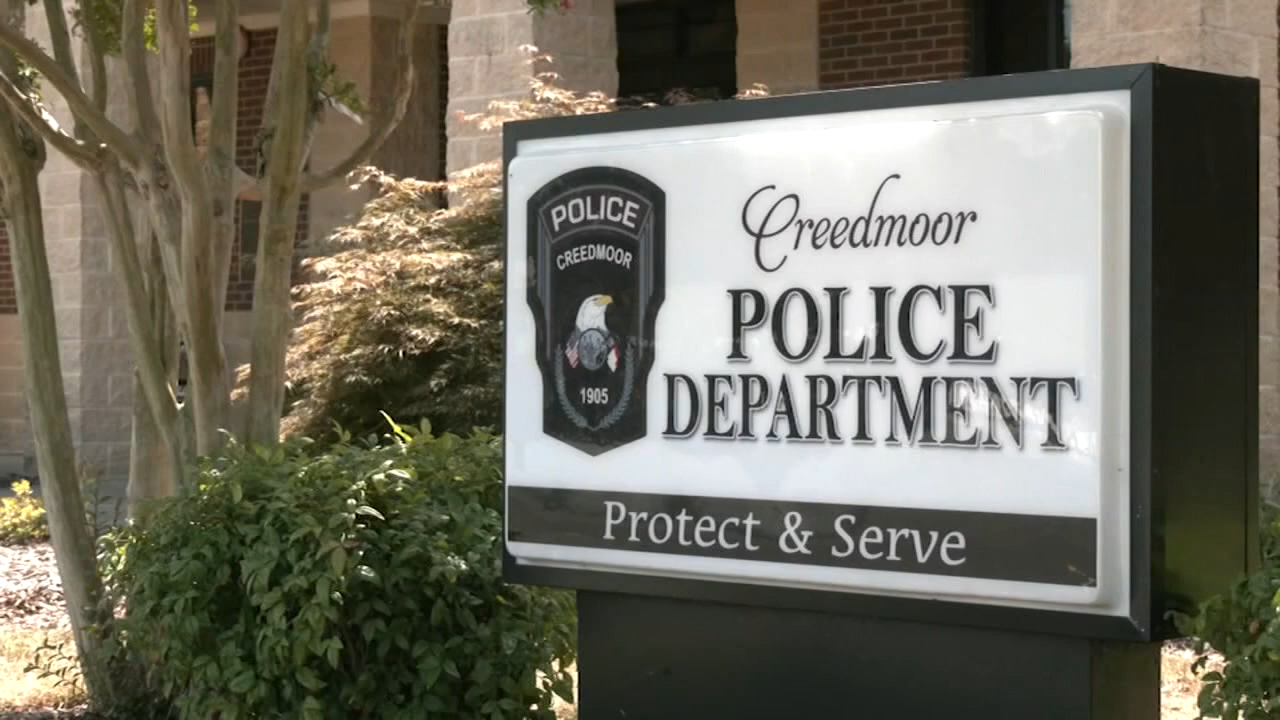 POLICE
CREEDMOOR
1905
Creedmoor
POLICE
DEPARTMENT
Protect & Serve